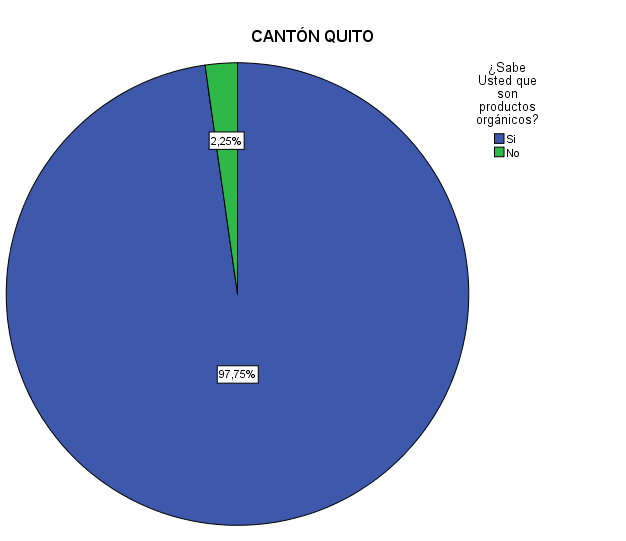 CANTÓN QUITO
¿Sabe
Usted que
son
productos
orgánicos?
Si
No
2,25%
97,75%